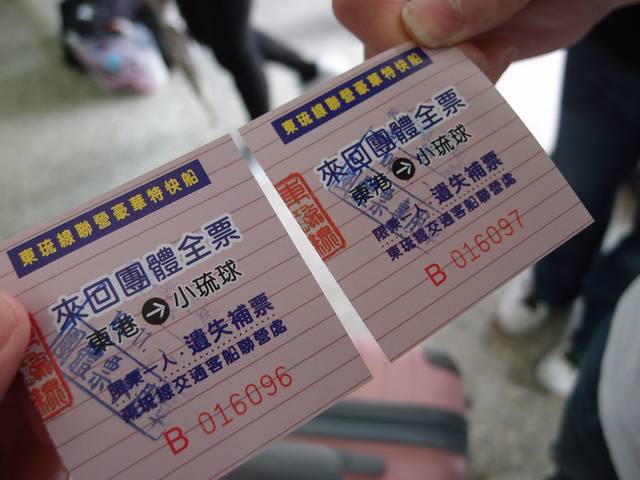 東琉線聯營豪華特快船
來回團體全票
東港→小琉球
限乘一人 遺失補票
東琉線交通客船聯營處
B 016096
東琉線聯營豪華特快船
來回團體全票
東港→小琉球
限乘一人 遺失補票
東琉線交通客船聯營處
B 016097
東琉線